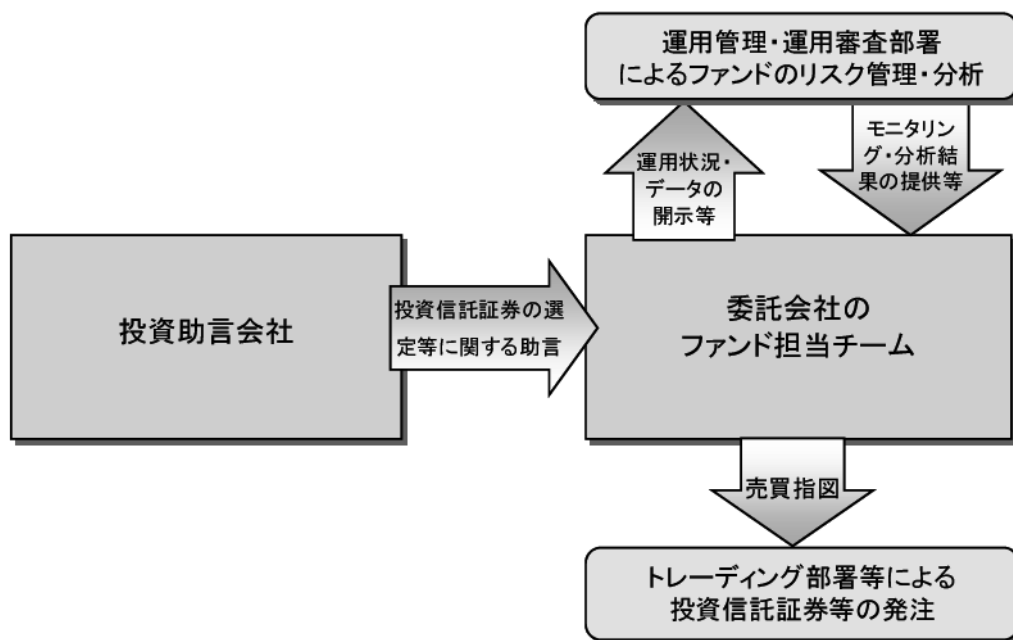 運用管理・運用審査部署
によるファンドのリスク管理・分析
運用状況・
データの
開示等
モニタリン
グ・分析結
果の提供等
投資助言会社
投資信託証券の選
定等に関する助言
委託会社の
ファンド担当チーム
売買指図
トレーディング部署等による
投資信託証券等の発注